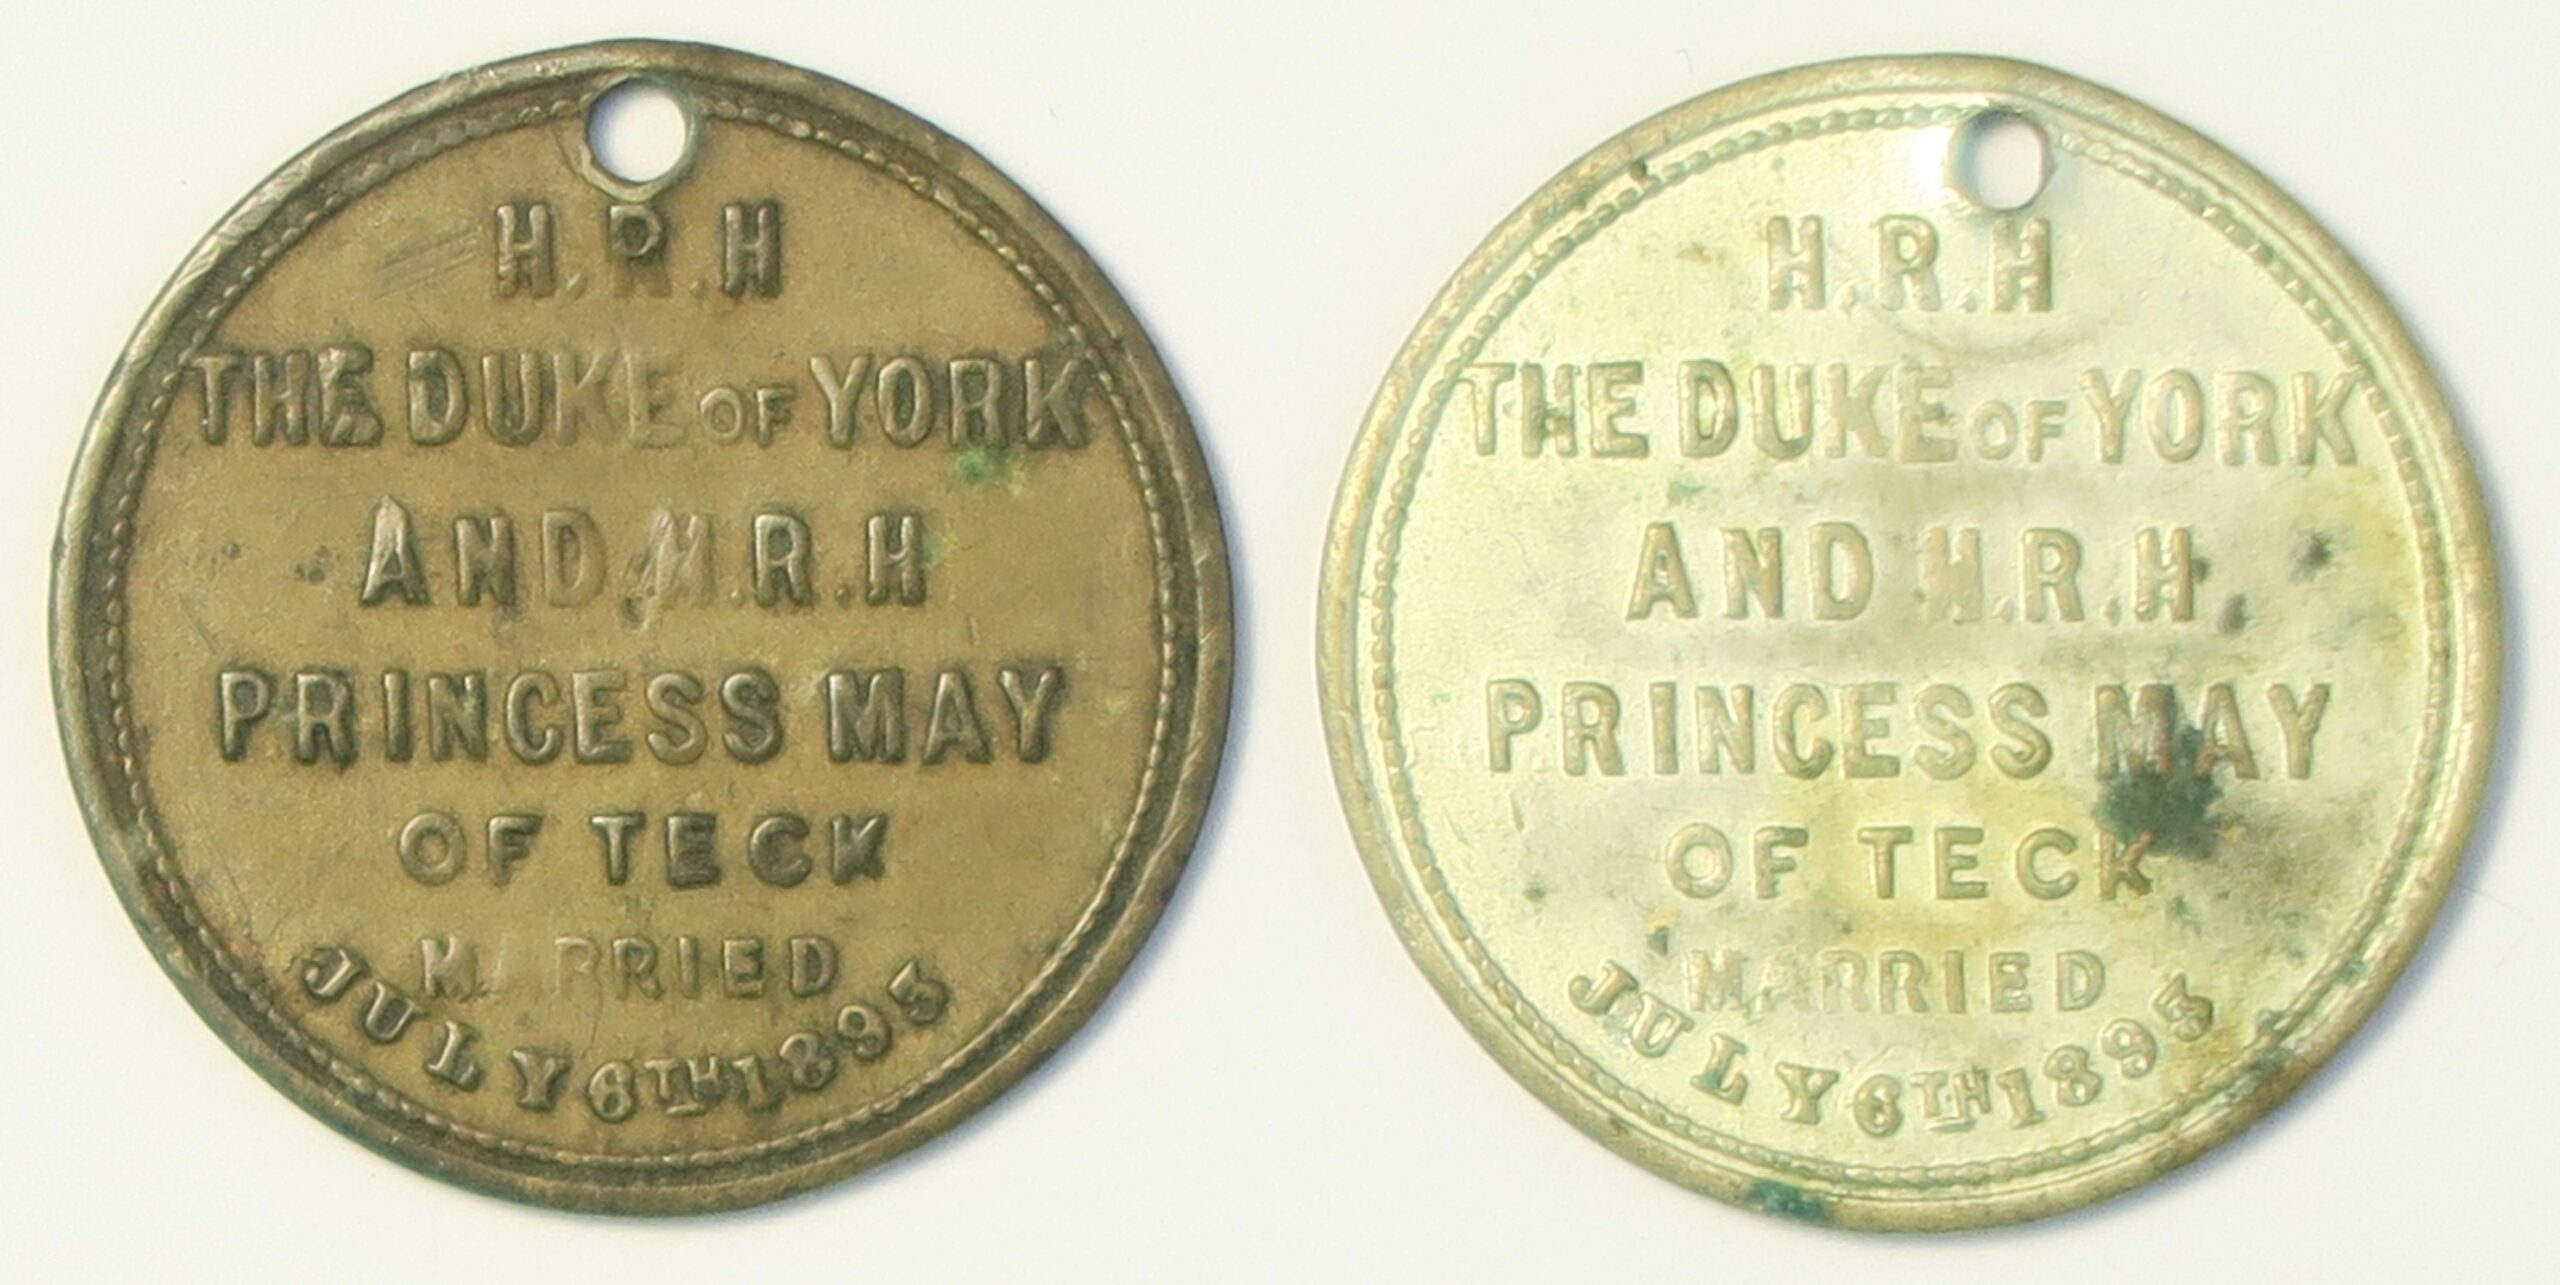 H.R.H
THE DUKE OF YORK
AND H.R.H
PRINCESS MAY
OF TECK
MARRIED
JULY 6TH 1893
H.R.H
THE DUKE OF YORK
AND H.R.H
PRINCESS MAY
OF TECK
MARRIED
JULY 6TH 1893